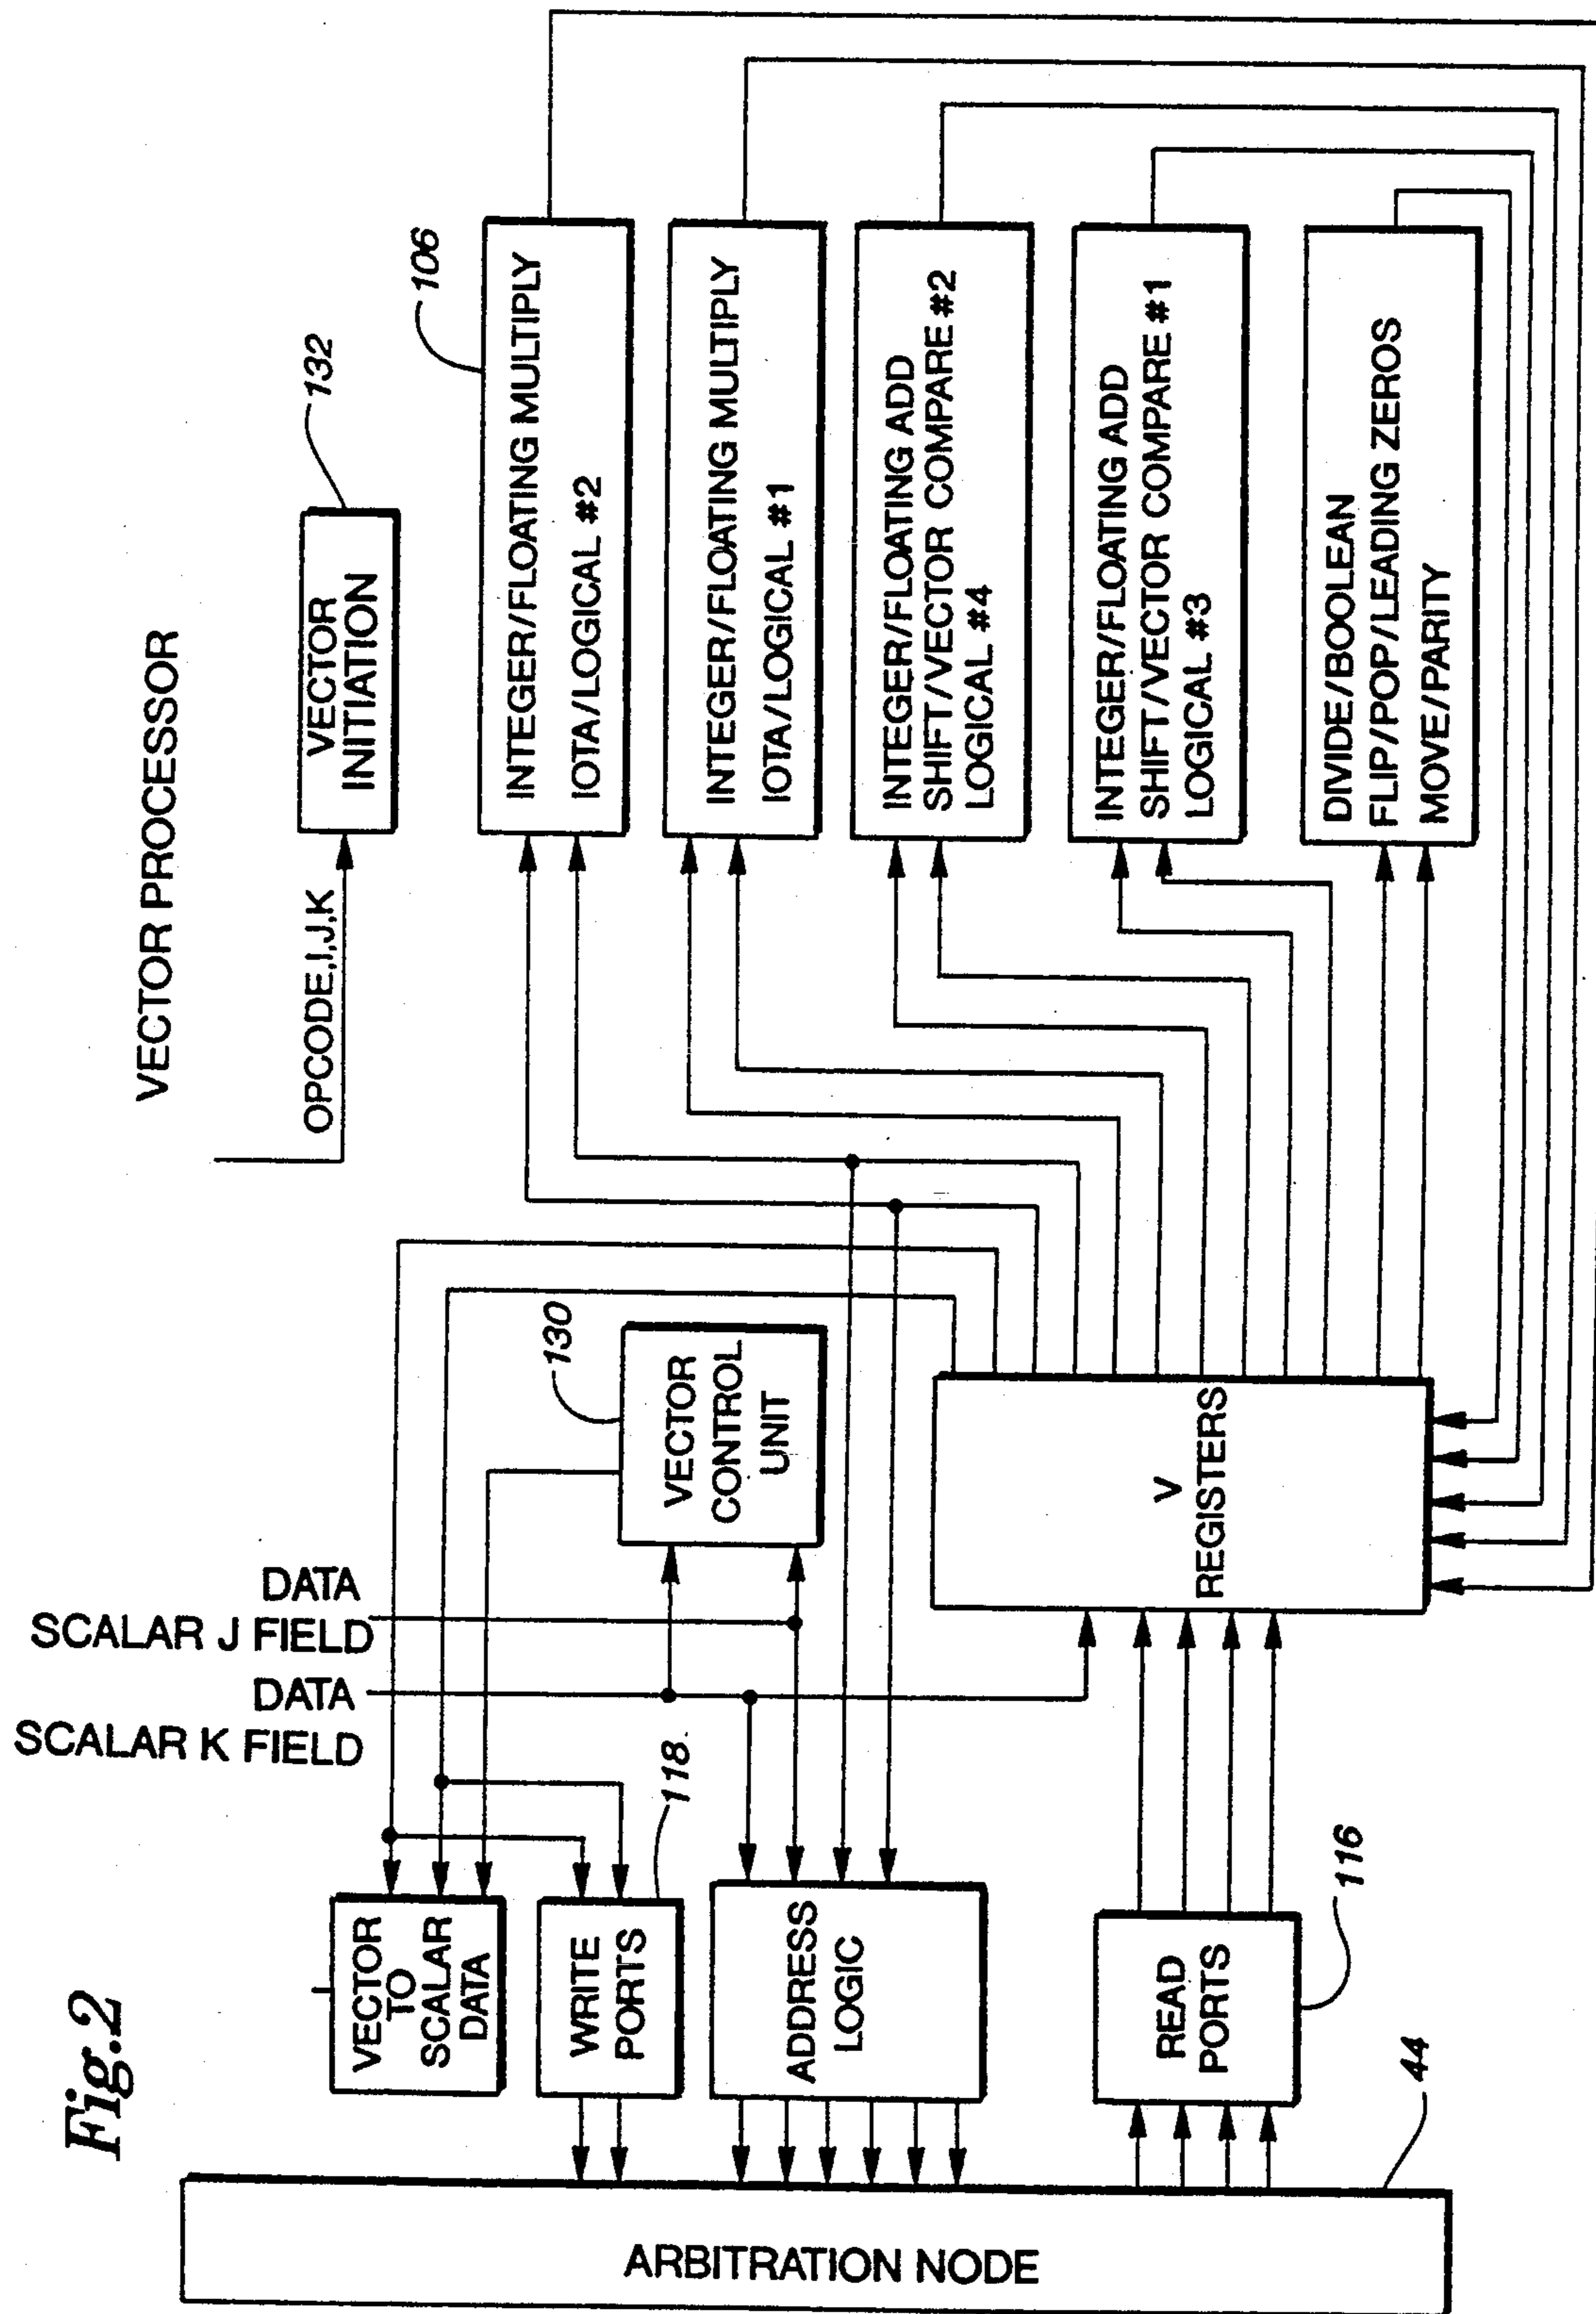 Fig.2
VECTOR PROCESSOR
ARBITRATION NODE
44
VECTOR
TO
SCALAR
DATA
WRITE
PORTS
118
ADDRESS
LOGIC
READ
PORTS
116
DATA
SCALAR J FIELD
DATA
SCALAR K FIELD
VECTOR
CONTROL
UNIT
130
V
REGISTERS
OPCODE,I,J,K
VECTOR
INITIATION
132
106
INTEGER/FLOATING MULTIPLY
IOTA/LOGICAL #2
INTEGER/FLOATING MULTIPLY
IOTA/LOGICAL #1
INTEGER/FLOATING ADD
SHIFT/VECTOR COMPARE #2
LOGICAL #4
INTEGER/FLOATING ADD
SHIFT/VECTOR COMPARE #1
LOGICAL #3
DIVIDE/BOOLEAN
FLIP/POP/LEADING ZEROS
MOVE/PARITY